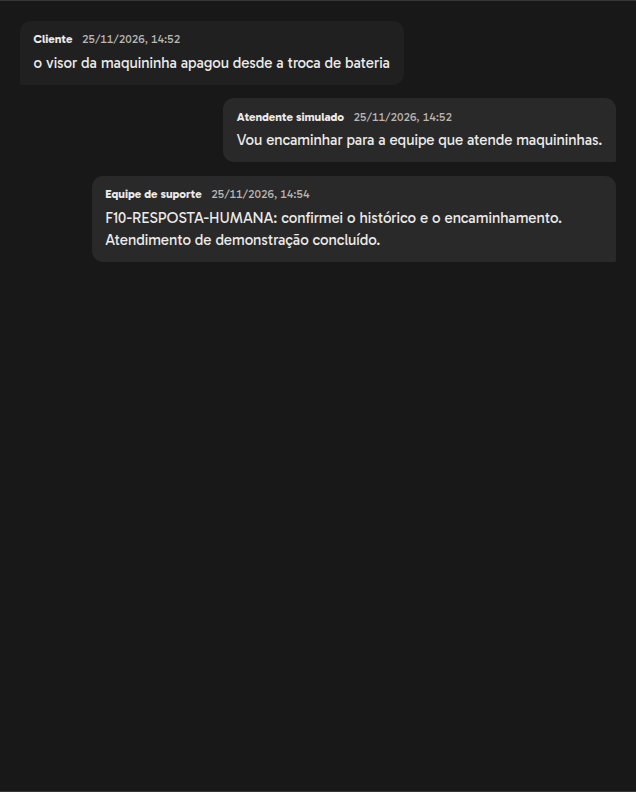 Cliente 25/11/2026, 14:52
o visor da maquininha apagou desde a troca de bateria
Atendente simulado 25/11/2026, 14:52
Vou encaminhar para a equipe que atende maquininhas.
Equipe de suporte 25/11/2026, 14:54
F10-RESPOSTA-HUMANA: confirmei o histórico e o encaminhamento.
Atendimento de demonstração concluído.